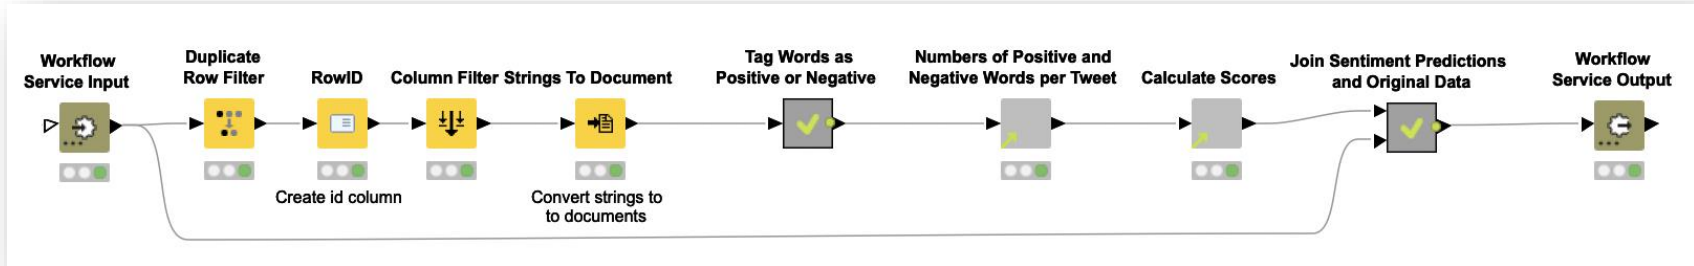 Workflow
Service Input
Duplicate
Row Filter
RowID
Column Filter
Strings To Document
Tag Words as
Positive or Negative
Numbers of Positive and
Negative Words per Tweet
Calculate Scores
Join Sentiment Predictions
and Original Data
Workflow
Service Output
Create id column
Convert strings to
to documents